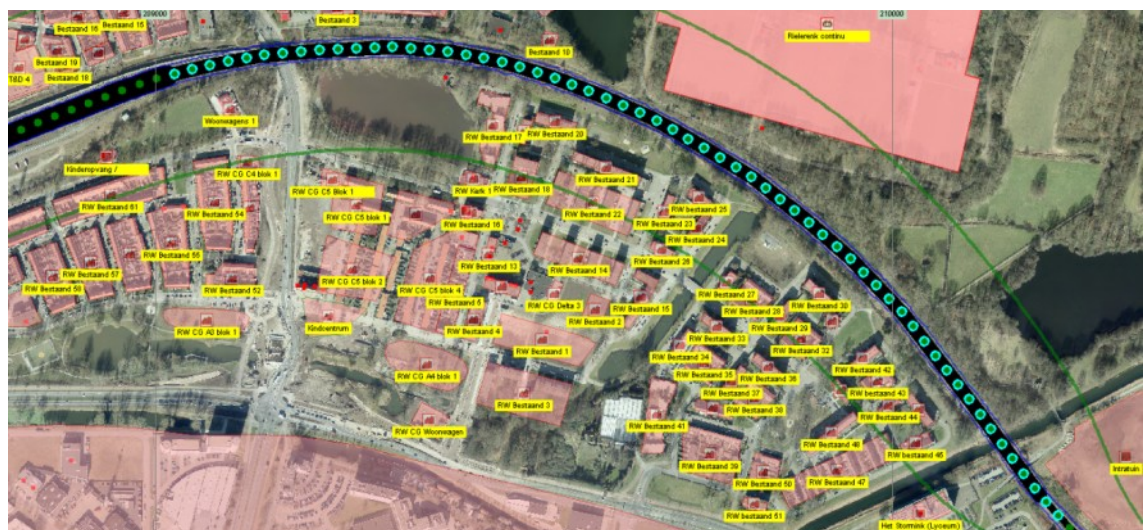 209000
210000
Bestaand 16
Bestaand 15
Bestaand 3
Bestaand 10
Rielerenk continu
Bestaand 19
Bestaand 18
TBD 4
Woonwagens 1
RW Bestaand 17
RW Bestaand 20
Kinderopvang /
RW CG C4 blok 1
RW CG C5 Blok 1
RW Kerk 1
RW Bestaand 18
RW Bestaand 21
RW Bestaand 61
RW Bestaand 54
RW CG C5 blok 1
RW Bestaand 16
RW Bestaand 22
RW bestaand 25
RW Bestaand 23
RW Bestaand 24
RW Bestaand 55
RW Bestaand 13
RW Bestaand 14
RW Bestaand 26
RW Bestaand 57
RW Bestaand 58
RW Bestaand 52
RW CG C5 blok 2
RW CG C5 blok 4
RW Bestaand 5
RW CG Delta 3
RW Bestaand 15
RW Bestaand 27
RW Bestaand 28
RW Bestaand 30
RW CG A3 blok 1
Kindcentrum
RW Bestaand 4
RW Bestaand 2
RW Bestaand 29
RW Bestaand 33
RW Bestaand 32
RW Bestaand 1
RW Bestaand 34
RW CG A4 blok 1
RW Bestaand 35
RW Bestaand 36
RW Bestaand 42
RW Bestaand 37
RW bestaand 43
RW Bestaand 3
RW Bestaand 38
RW Bestaand 44
RW CG Woonwagen
RW Bestaand 41
RW Bestaand 46
RW bestaand 45
Intratuin
RW Bestaand 39
RW Bestaand 50
RW Bestaand 47
RW bestaand 51
Het Stormink (Lyceum)